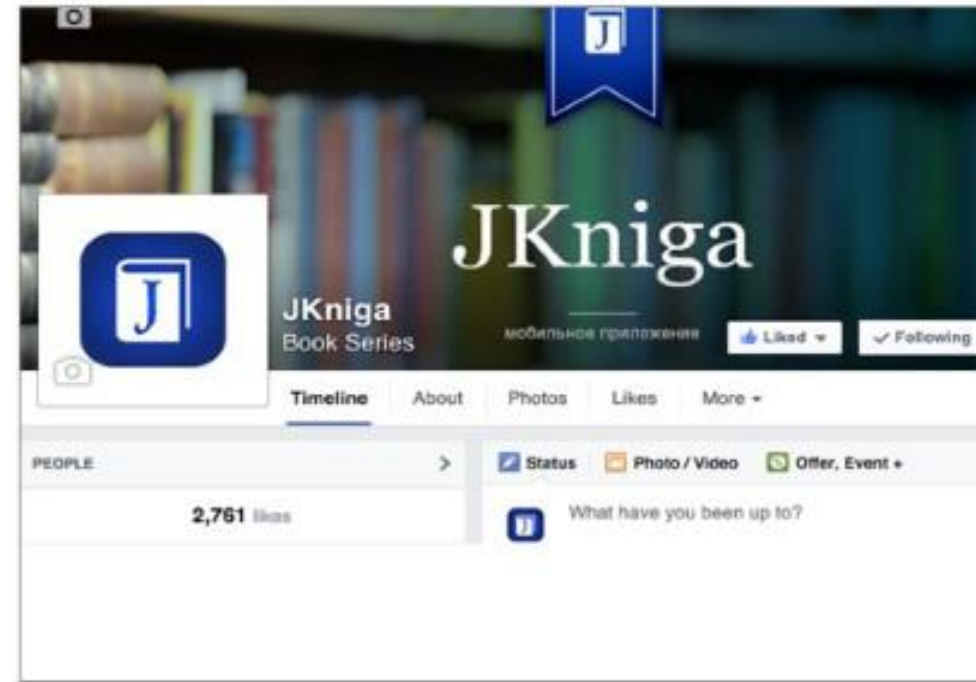 J
JKniga
J
JKniga
Book Series
мобильное приложение
Liked
Following
Timeline
About
Photos
Likes
More
PEOPLE
>
Status
Photo / Video
Offer, Event +
2,761 likes
J
What have you been up to?